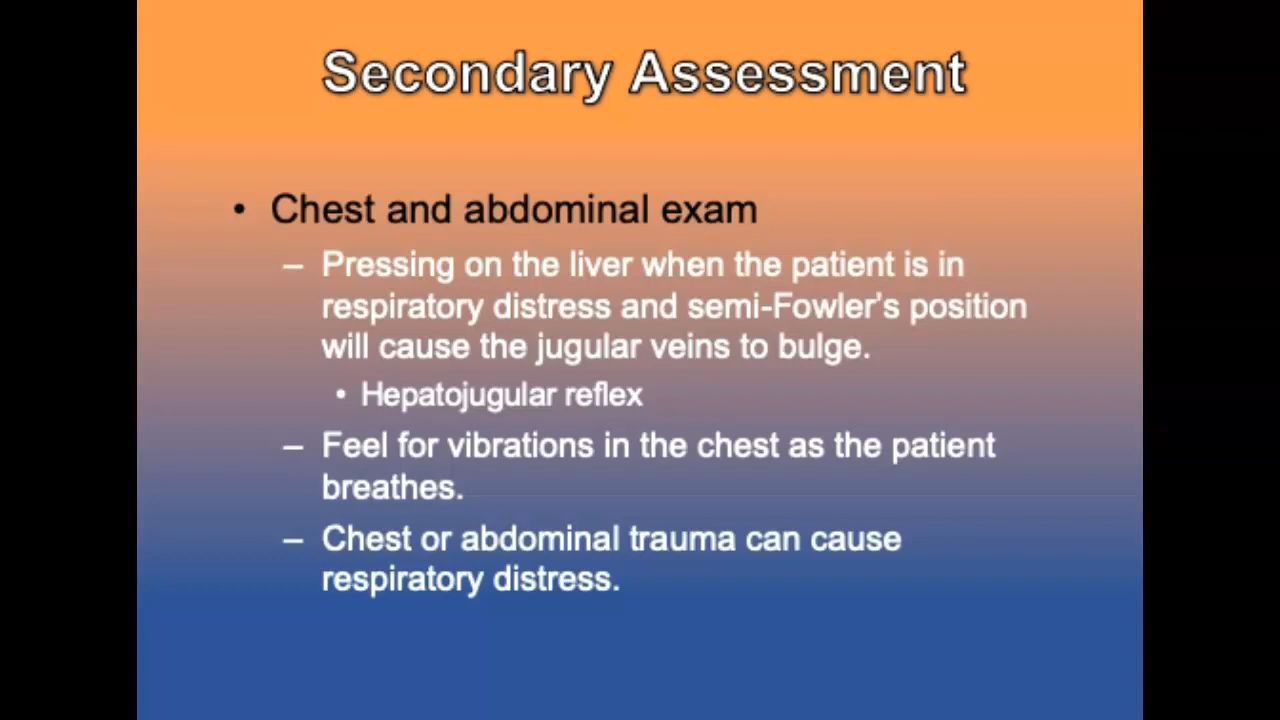 Secondary Assessment
• Chest and abdominal exam
– Pressing on the liver when the patient is in
respiratory distress and semi-Fowler’s position
will cause the jugular veins to bulge.
• Hepatojugular reflex
– Feel for vibrations in the chest as the patient
breathes.
– Chest or abdominal trauma can cause
respiratory distress.